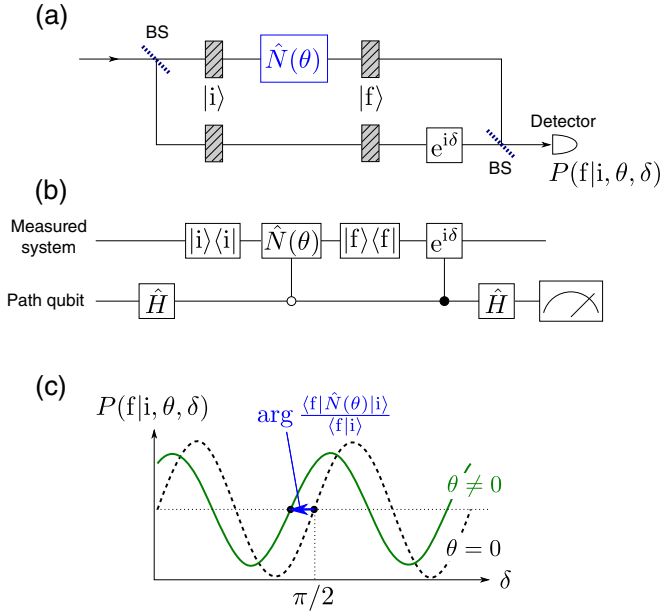 (a)
BS
N̂(θ)
|i⟩
|f⟩
Detector
e^{iδ}
BS
P(f|i, θ, δ)
(b)
Measured
system
|i⟩⟨i|
N̂(θ)
|f⟩⟨f|
e^{iδ}
Path qubit
Ĥ
Ĥ
(c)
P(f|i, θ, δ)
arg ⟨f|N̂(θ)|i⟩/⟨f|i⟩
θ ≠ 0
θ = 0
π/2
δ